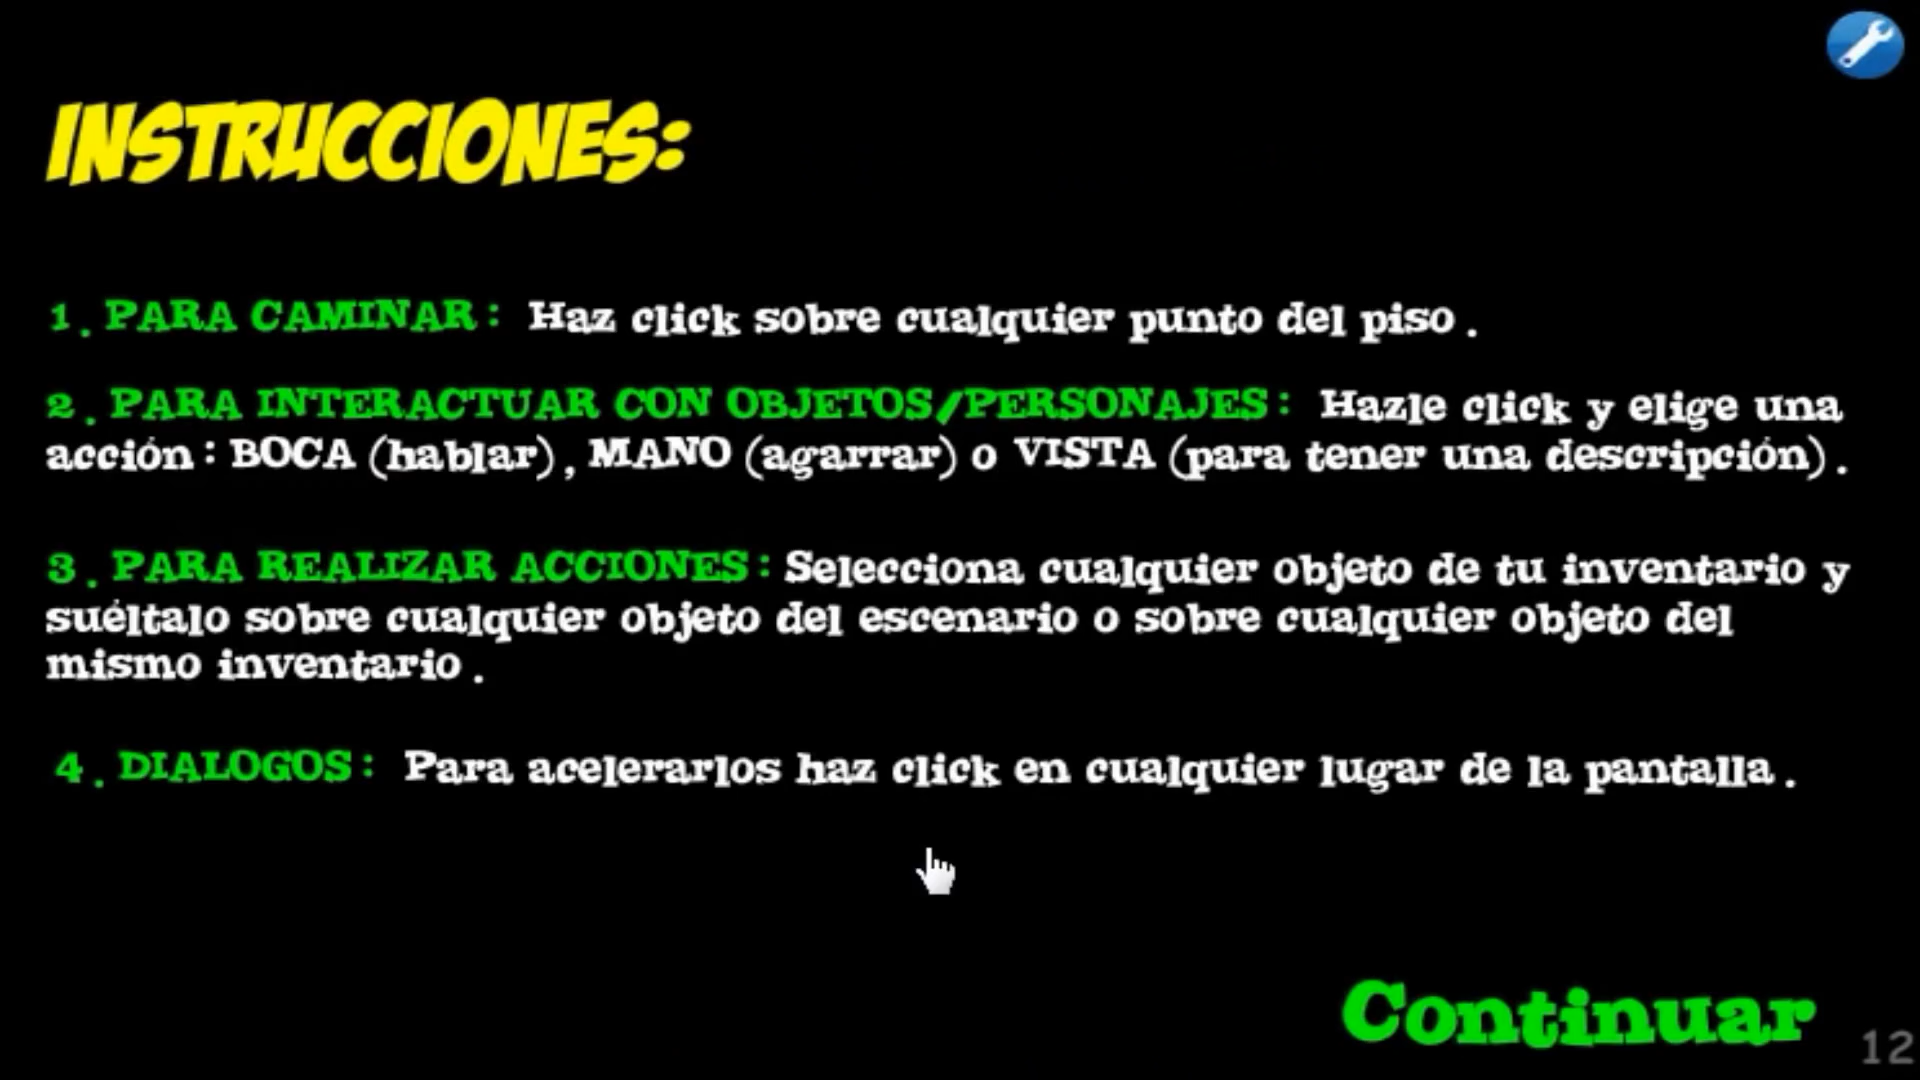 INSTRUCCIONES:
1. PARA CAMINAR: Haz click sobre cualquier punto del piso.
2. PARA INTERACTUAR CON OBJETOS/PERSONAJES: Hazle click y elige una
acción: BOCA (hablar), MANO (agarrar) o VISTA (para tener una descripción).
3. PARA REALIZAR ACCIONES: Selecciona cualquier objeto de tu inventario y
suéltalo sobre cualquier objeto del escenario o sobre cualquier objeto del
mismo inventario.
4. DIALOGOS: Para acelerarlos haz click en cualquier lugar de la pantalla.
Continuar
12